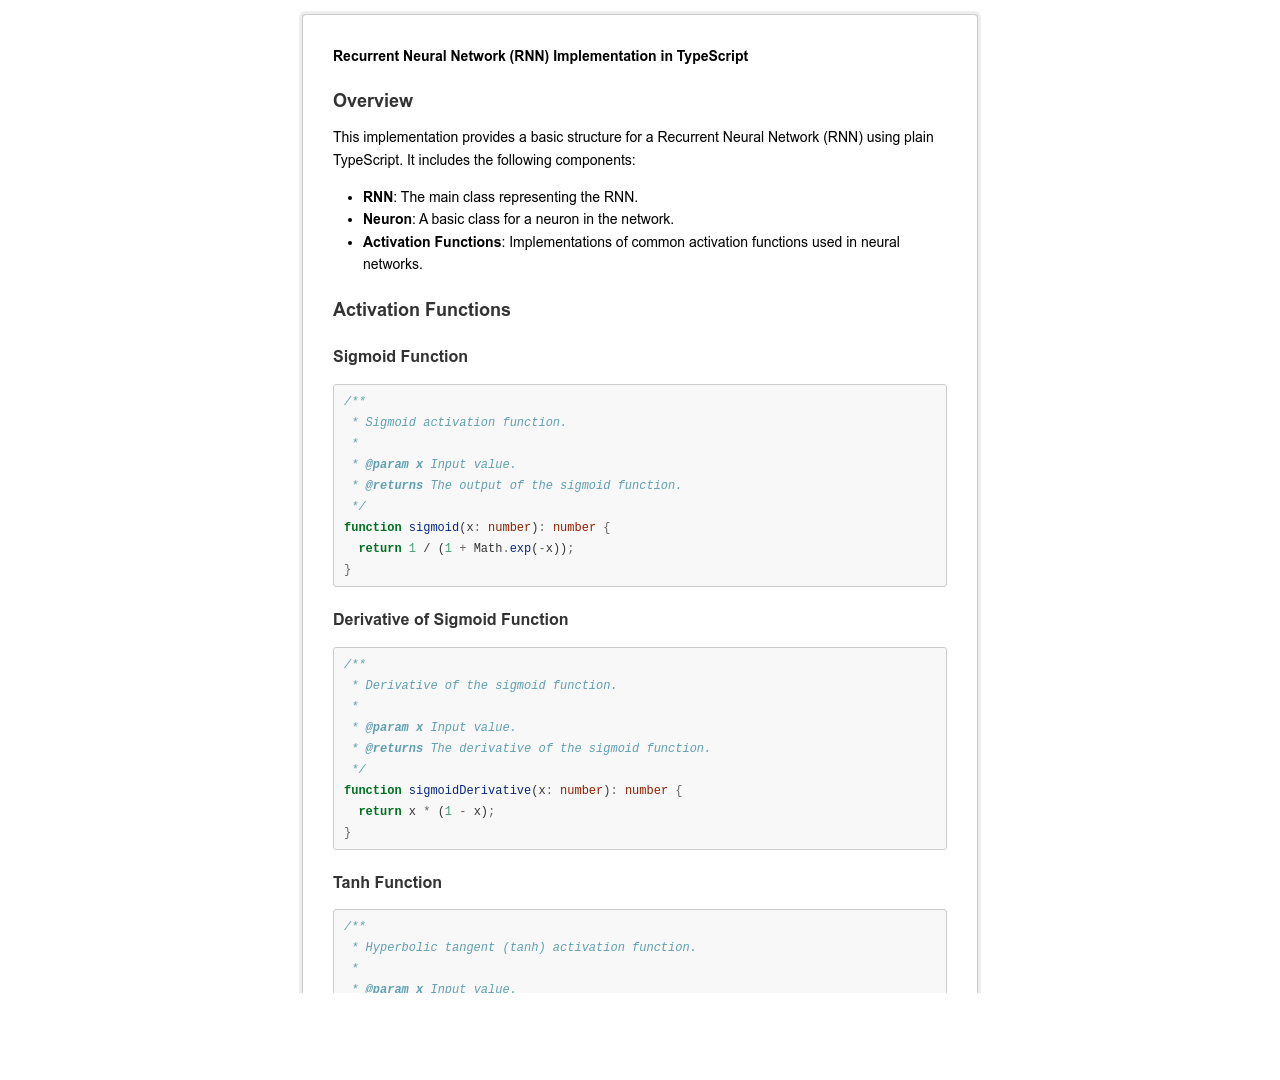 Recurrent Neural Network (RNN) Implementation in TypeScript
Overview
This implementation provides a basic structure for a Recurrent Neural Network (RNN) using plain
TypeScript. It includes the following components:
• RNN: The main class representing the RNN.
• Neuron: A basic class for a neuron in the network.
• Activation Functions: Implementations of common activation functions used in neural
networks.
Activation Functions
Sigmoid Function
/**
 * Sigmoid activation function.
 *
 * @param x Input value.
 * @returns The output of the sigmoid function.
 */
function sigmoid(x: number): number {
  return 1 / (1 + Math.exp(-x));
}
Derivative of Sigmoid Function
/**
 * Derivative of the sigmoid function.
 *
 * @param x Input value.
 * @returns The derivative of the sigmoid function.
 */
function sigmoidDerivative(x: number): number {
  return x * (1 - x);
}
Tanh Function
/**
 * Hyperbolic tangent (tanh) activation function.
 *
 * @param x Input value.